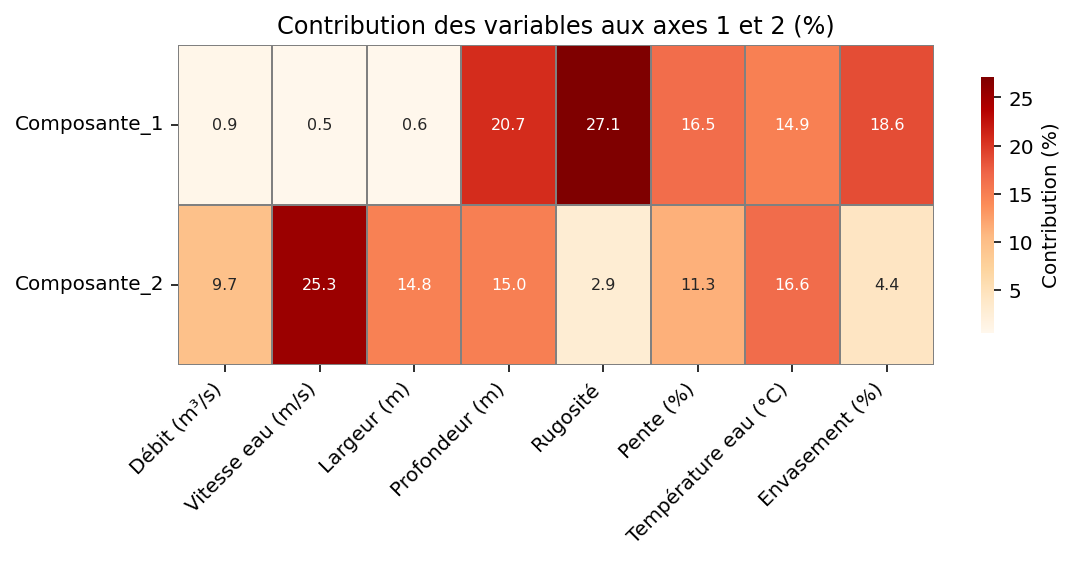 Contribution des variables aux axes 1 et 2 (%)
Composante_1
0.9 0.5 0.6 20.7 27.1 16.5 14.9 18.6
Composante_2
9.7 25.3 14.8 15.0 2.9 11.3 16.6 4.4
Débit (m³/s)
Vitesse eau (m/s)
Largeur (m)
Profondeur (m)
Rugosité
Pente (%)
Température eau (°C)
Envasement (%)
25
20
15
10
5
Contribution (%)